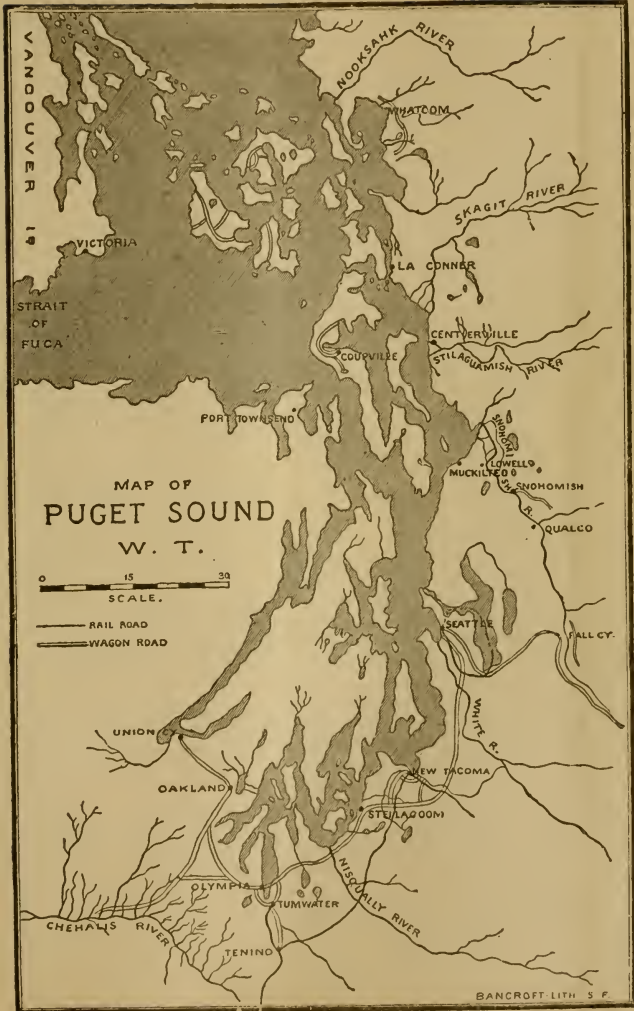 VANCOUVER IS
NOOKSAHK RIVER
WHATCOM
SKAGIT RIVER
VICTORIA
LA CONNER
STRAIT
OF
FUCA
CENTERVILLE
COUPVILLE
STILAGUAMISH RIVER
PORT TOWNSEND
SNOHOMISH R.
LOWELL
MUCKILTEO
SNOHOMISH
MAP OF
PUGET SOUND
W. T.
QUALCO
0 15 30
SCALE.
RAIL ROAD
WAGON ROAD
SEATTLE
FALL CY.
WHITE R.
UNION CY.
NEW TACOMA
OAKLAND
STEILACOOM
NISQUALLY RIVER
OLYMPIA
TUMWATER
CHEHALIS RIVER
TENINO
BANCROFT LITH S F.